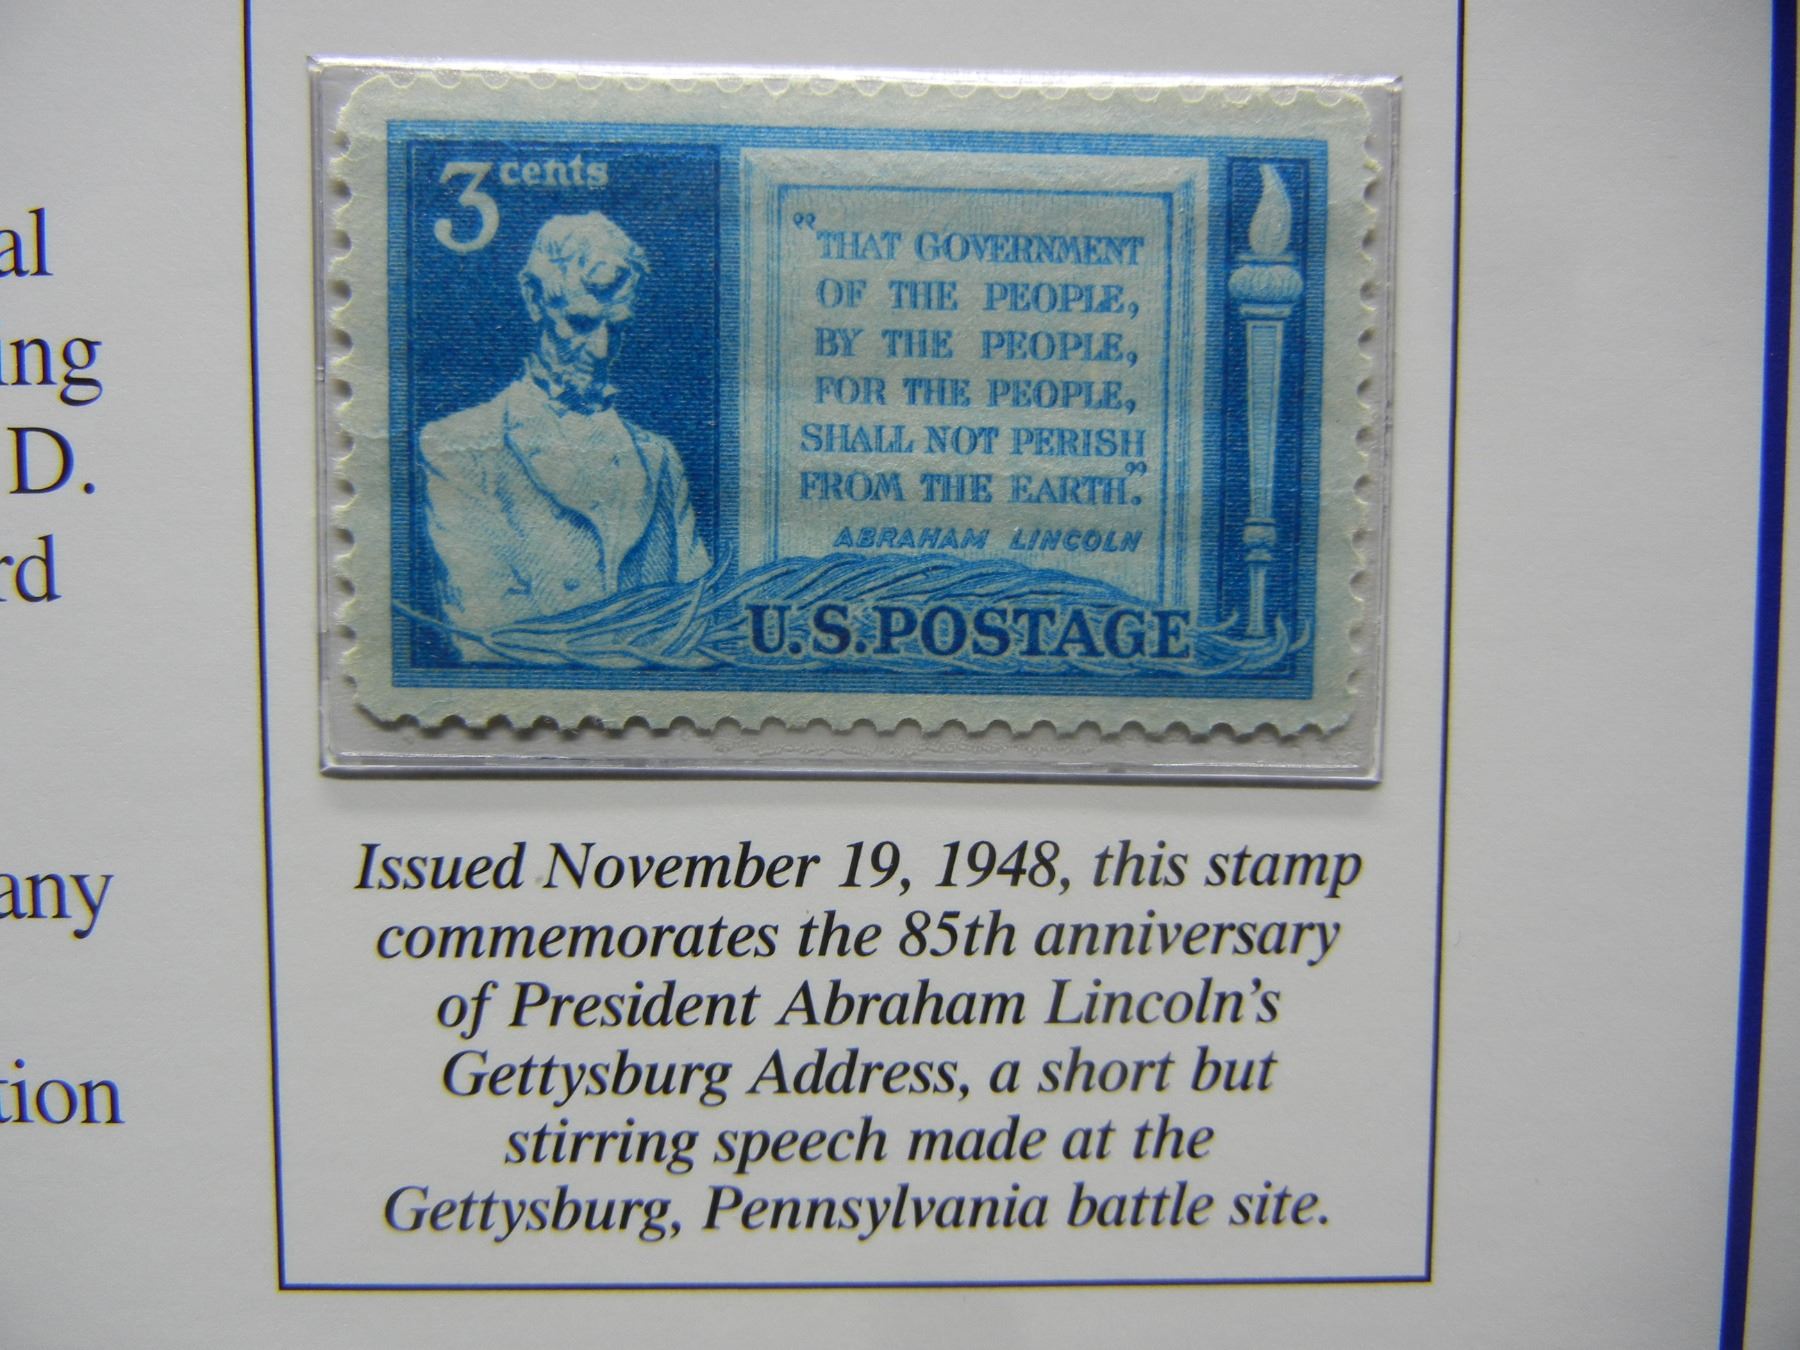 al
ing
D.
rd
any
tion
3 cents
“THAT GOVERNMENT
OF THE PEOPLE,
BY THE PEOPLE,
FOR THE PEOPLE,
SHALL NOT PERISH
FROM THE EARTH.”
ABRAHAM LINCOLN
U.S.POSTAGE
Issued November 19, 1948, this stamp
commemorates the 85th anniversary
of President Abraham Lincoln’s
Gettysburg Address, a short but
stirring speech made at the
Gettysburg, Pennsylvania battle site.